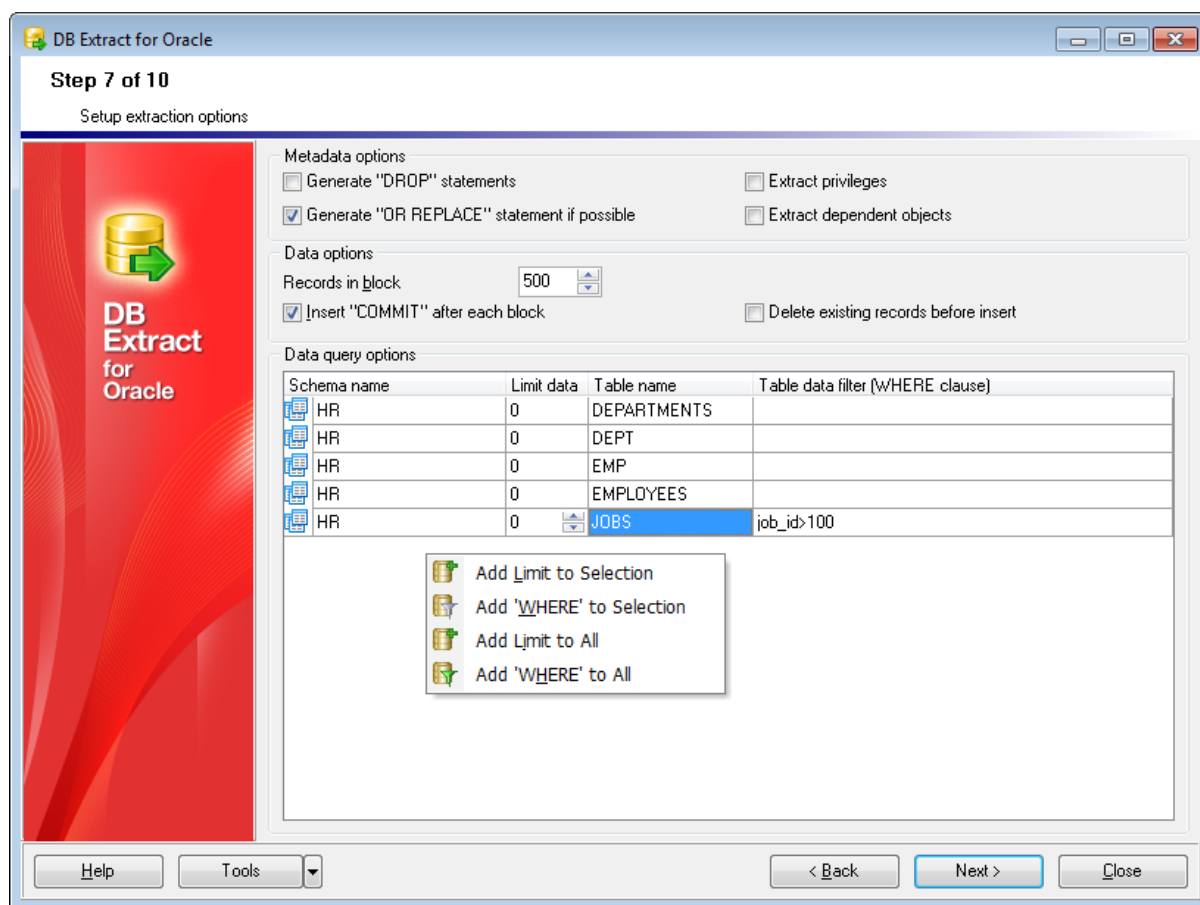 DB Extract for Oracle
Step 7 of 10
Setup extraction options
DB
Extract
for
Oracle
Metadata options
Generate "DROP" statements
Extract privileges
Generate "OR REPLACE" statement if possible
Extract dependent objects
Data options
Records in block 500
Insert "COMMIT" after each block
Delete existing records before insert
Data query options
Schema name Limit data Table name Table data filter (WHERE clause)
HR 0 DEPARTMENTS
HR 0 DEPT
HR 0 EMP
HR 0 EMPLOYEES
HR 0 JOBS job_id>100
Add Limit to Selection
Add 'WHERE' to Selection
Add Limit to All
Add 'WHERE' to All
Help Tools < Back Next > Close